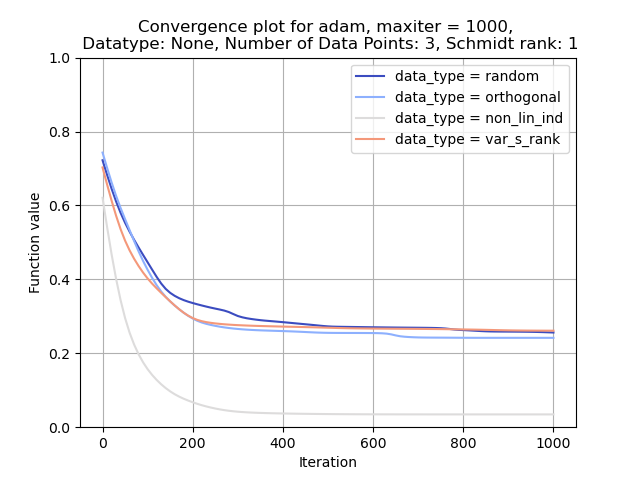 Convergence plot for adam, maxiter = 1000,
Datatype: None, Number of Data Points: 3, Schmidt rank: 1
data_type = random
data_type = orthogonal
data_type = non_lin_ind
data_type = var_s_rank
1.0
0.8
0.6
0.4
0.2
0.0
Function value
0 200 400 600 800 1000
Iteration